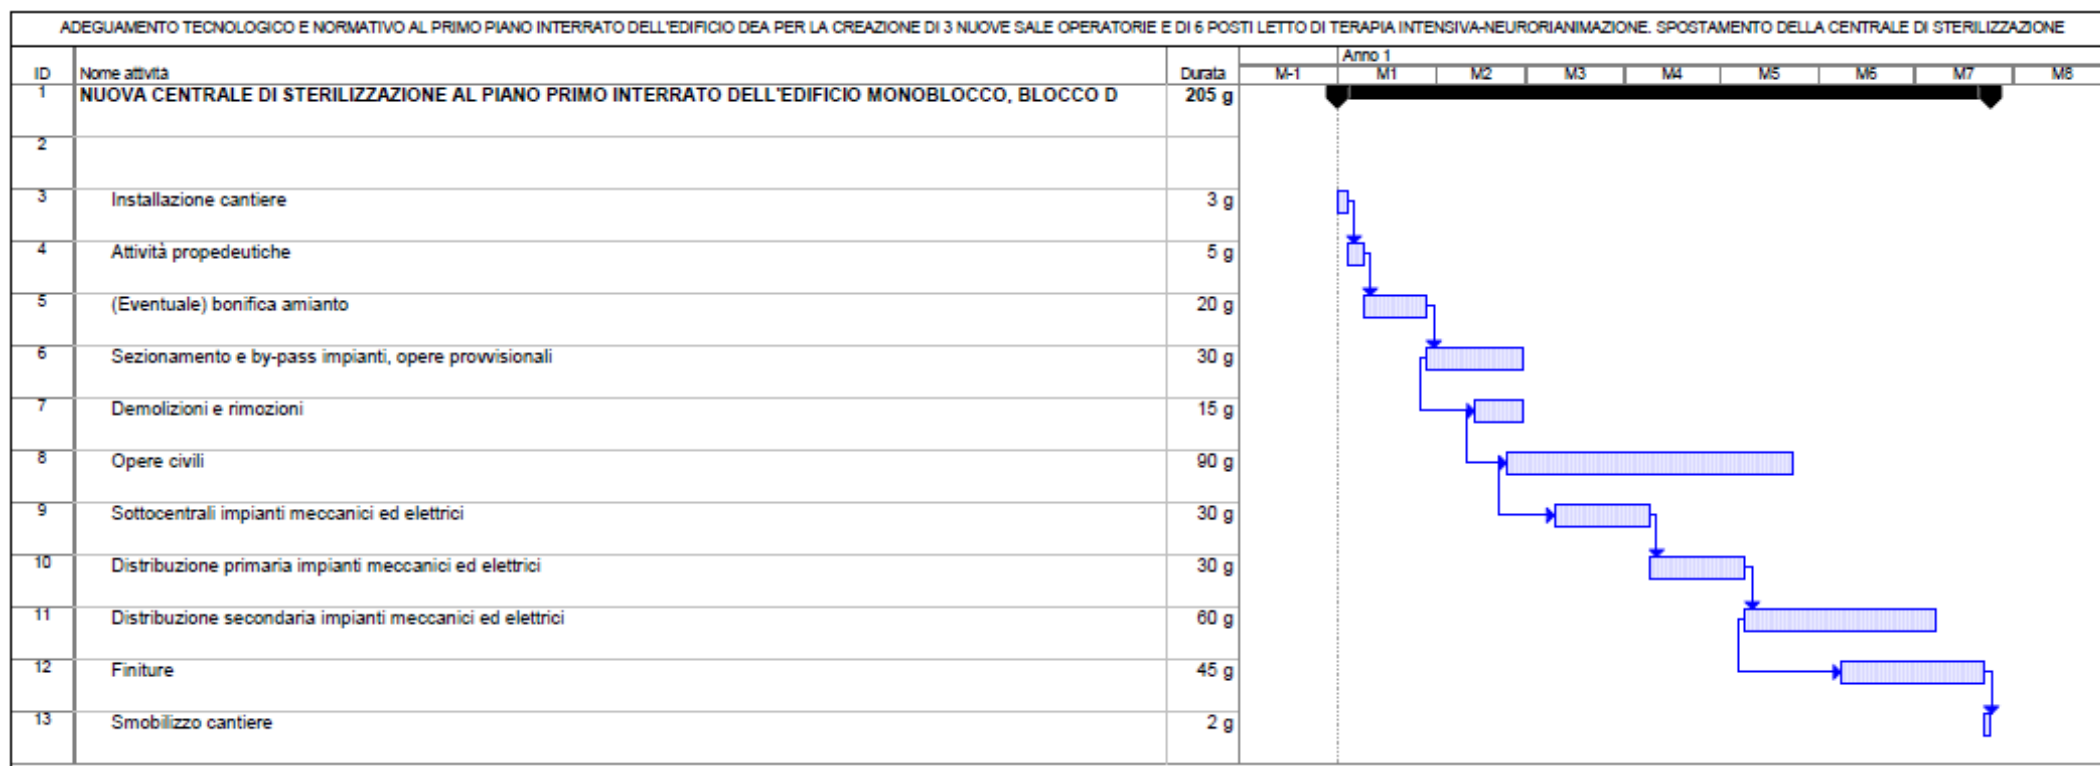 ADEGUAMENTO TECNOLOGICO E NORMATIVO AL PRIMO PIANO INTERRATO DELL'EDIFICIO DEA PER LA CREAZIONE DI 3 NUOVE SALE OPERATORIE E DI 6 POSTI LETTO DI TERAPIA INTENSIVA-NEURORIANIMAZIONE. SPOSTAMENTO DELLA CENTRALE DI STERILIZZAZIONE
Anno 1
ID Nome attività Durata M-1 M1 M2 M3 M4 M5 M6 M7 M8
1 NUOVA CENTRALE DI STERILIZZAZIONE AL PIANO PRIMO INTERRATO DELL'EDIFICIO MONOBLOCCO, BLOCCO D 205 g
2
3 Installazione cantiere 3 g
4 Attività propedeutiche 5 g
5 (Eventuale) bonifica amianto 20 g
6 Sezionamento e by-pass impianti, opere provvisionali 30 g
7 Demolizioni e rimozioni 15 g
8 Opere civili 90 g
9 Sottocentrali impianti meccanici ed elettrici 30 g
10 Distribuzione primaria impianti meccanici ed elettrici 30 g
11 Distribuzione secondaria impianti meccanici ed elettrici 60 g
12 Finiture 45 g
13 Smobilizzo cantiere 2 g